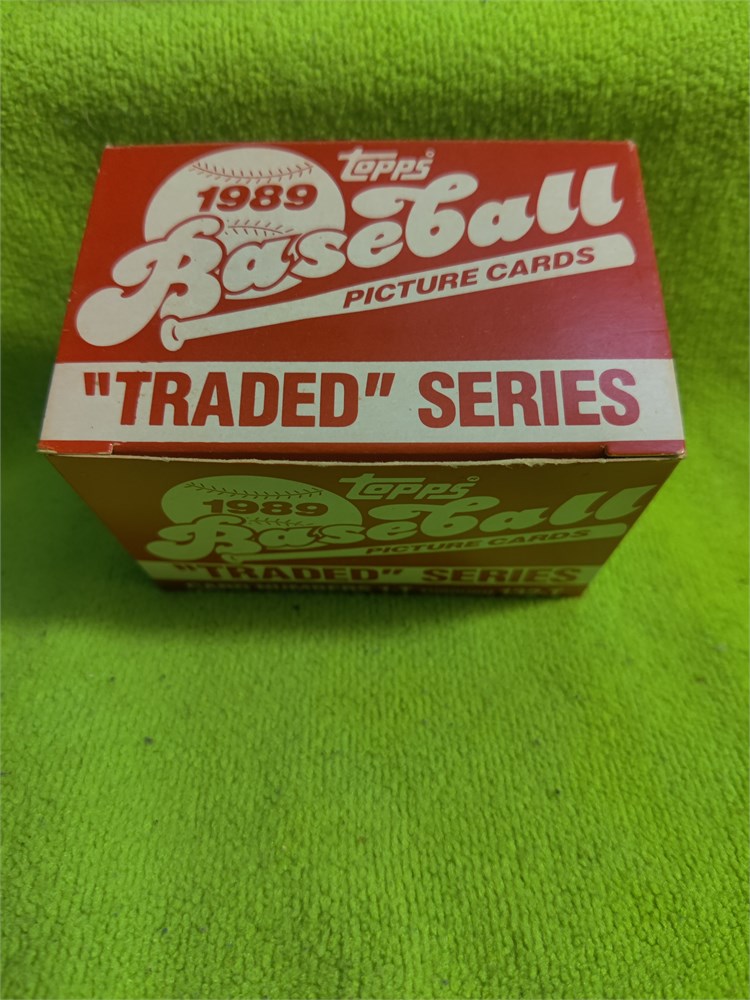 topps
1989
Baseball
PICTURE CARDS
"TRADED" SERIES
topps
1989
Baseball
PICTURE CARDS
"TRADED" SERIES